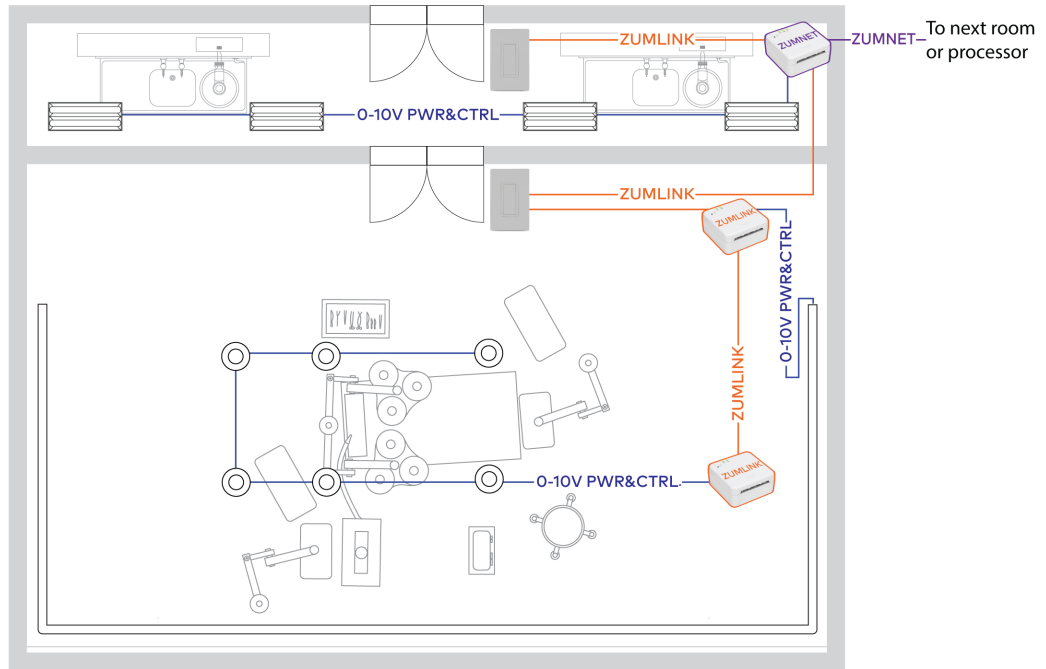 ZUMLINK
ZUMNET
ZUMNET
To next room
or processor
0-10V PWR&CTRL
ZUMLINK
ZUMLINK
0-10V PWR&CTRL
ZUMLINK
ZUMLINK
0-10V PWR&CTRL.